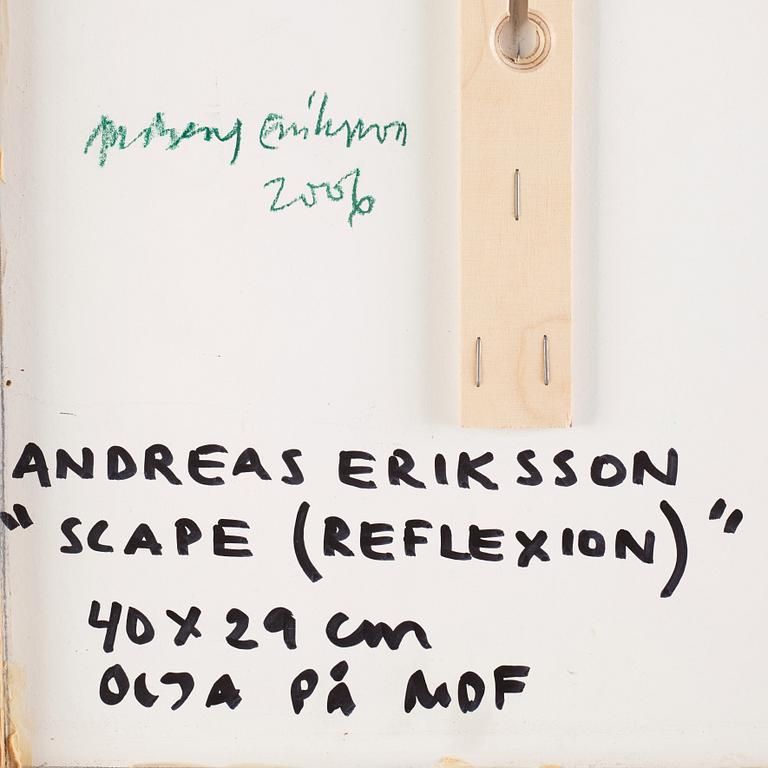 Andreas Eriksson
2006
ANDREAS ERIKSSON
"SCAPE (REFLEXION)"
40 X 29 cm
OLJA PÅ MDF